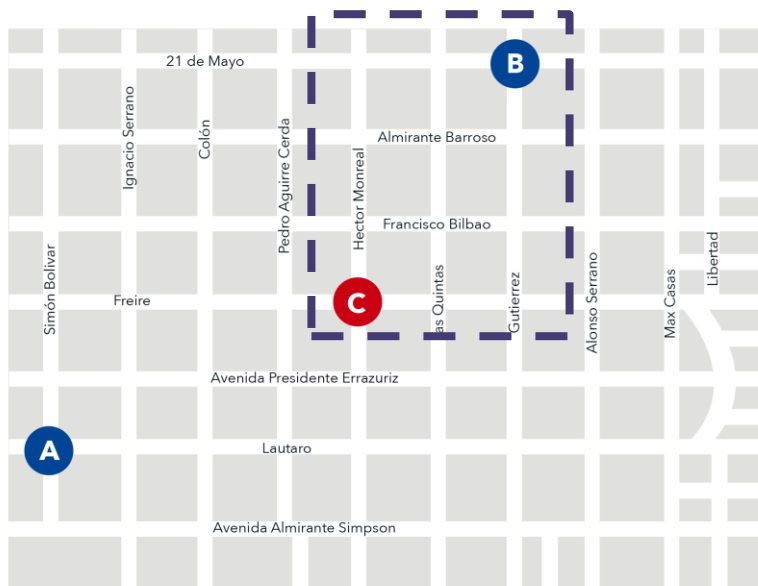 21 de Mayo
B
Almirante Barroso
Ignacio Serrano
Colón
Pedro Aguirre Cerda
Hector Monreal
Francisco Bilbao
Simón Bolivar
Freire
C
as Quintas
Gutierrez
Alonso Serrano
Max Casas
Libertad
Avenida Presidente Errazuriz
A
Lautaro
Avenida Almirante Simpson